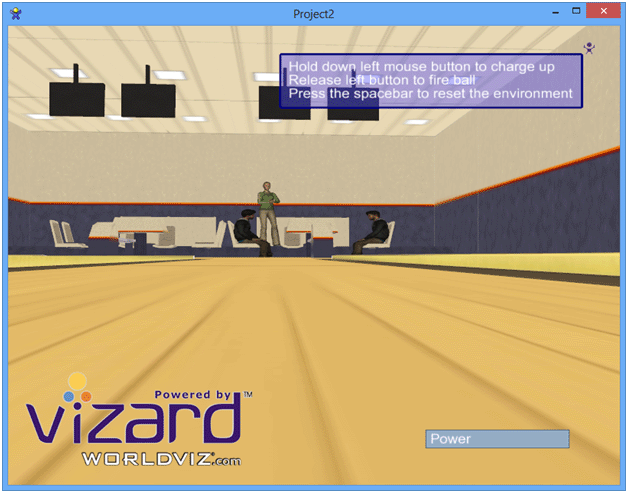 Project2
Hold down left mouse button to charge up
Release left button to fire ball
Press the spacebar to reset the environment
Powered by TM
vizard
WORLDVIZ.com
Power